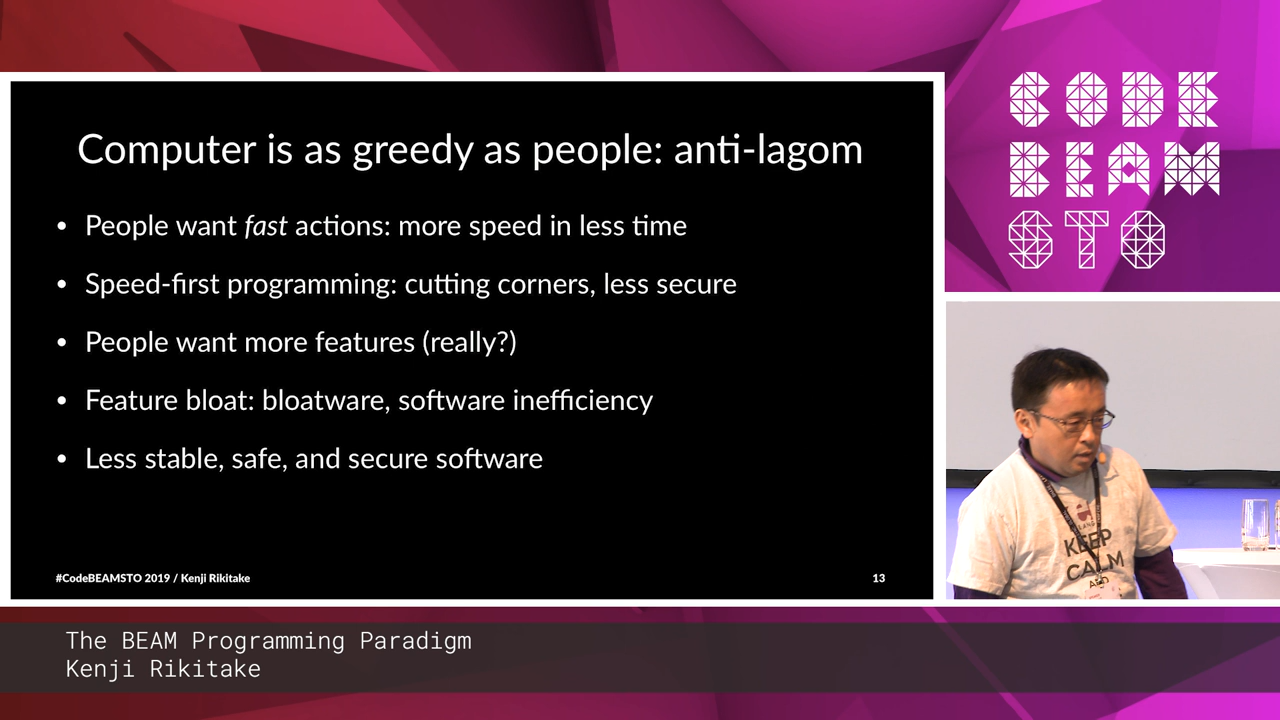 Computer is as greedy as people: anti-lagom
• People want fast actions: more speed in less time
• Speed-first programming: cutting corners, less secure
• People want more features (really?)
• Feature bloat: bloatware, software inefficiency
• Less stable, safe, and secure software
#CodeBEAMSTO 2019 / Kenji Rikitake
13
CODE
BEAM
STO
KEEP
CALM
The BEAM Programming Paradigm
Kenji Rikitake